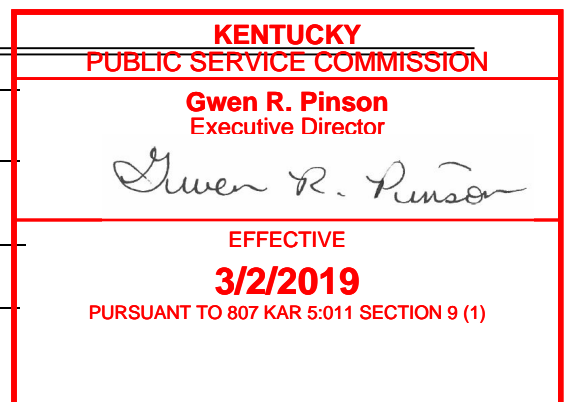 KENTUCKY
PUBLIC SERVICE COMMISSION
Gwen R. Pinson
Executive Director
Gwen R. Pinson
EFFECTIVE
3/2/2019
PURSUANT TO 807 KAR 5:011 SECTION 9 (1)